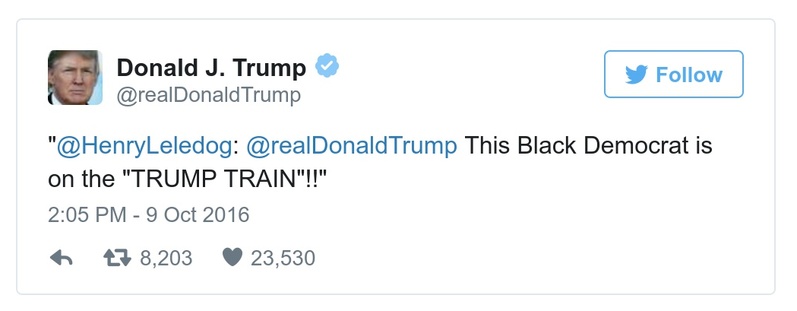 Donald J. Trump
@realDonaldTrump
Follow
"@HenryLeledog: @realDonaldTrump This Black Democrat is
on the "TRUMP TRAIN"!!"
2:05 PM - 9 Oct 2016
8,203 23,530